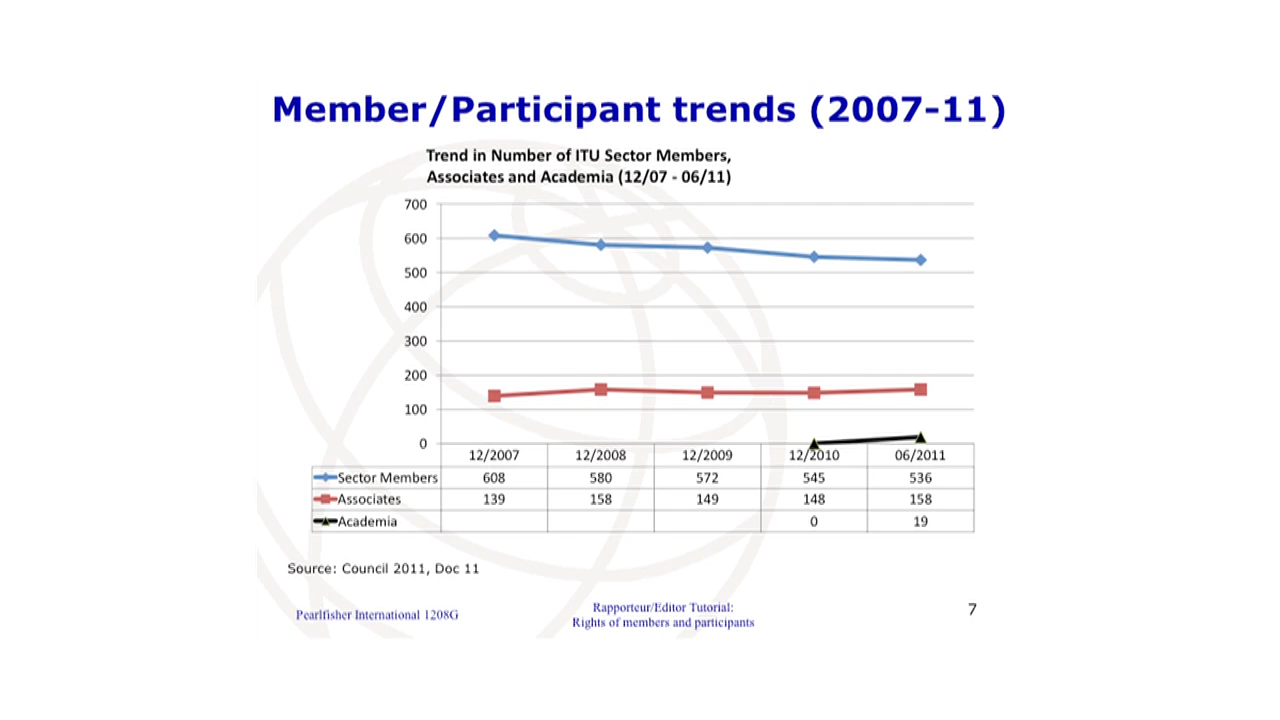 Member/Participant trends (2007-11)
Trend in Number of ITU Sector Members,
Associates and Academia (12/07 - 06/11)
700
600
500
400
300
200
100
0
12/2007 12/2008 12/2009 12/2010 06/2011
Sector Members 608 580 572 545 536
Associates 139 158 149 148 158
Academia 0 19
Source: Council 2011, Doc 11
Pearlfisher International 1208G
Rapporteur/Editor Tutorial:
Rights of members and participants
7